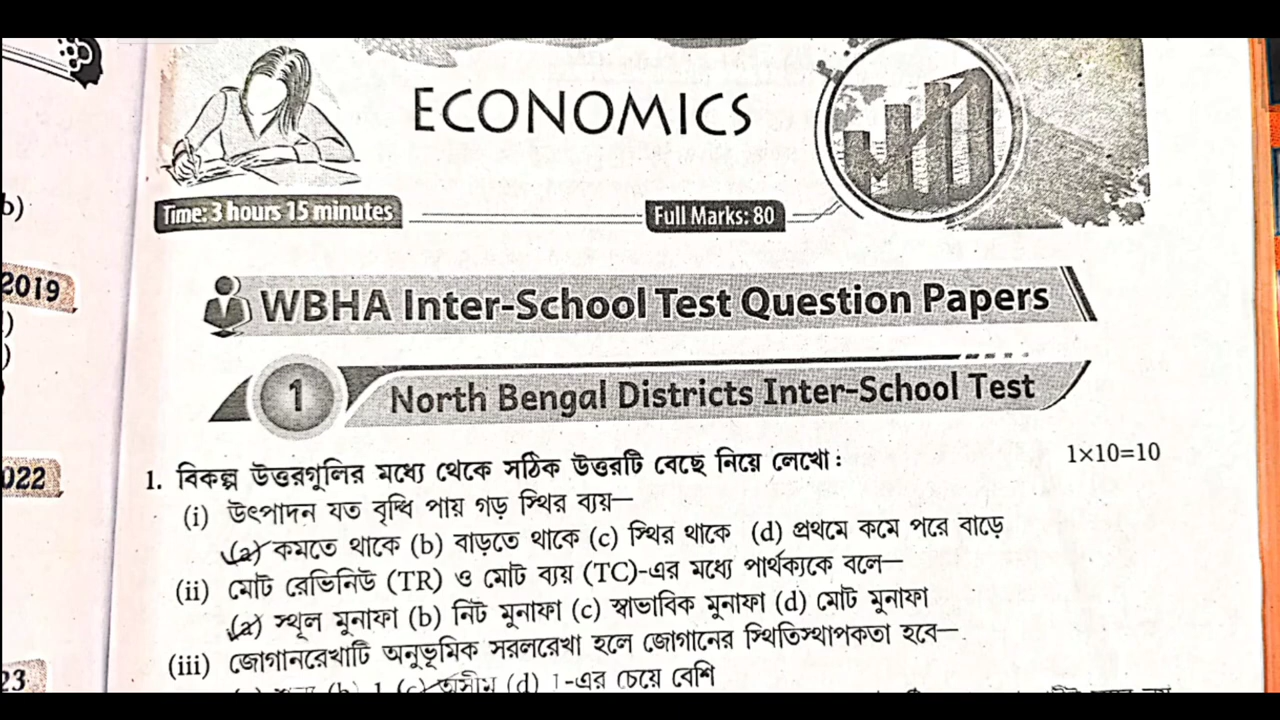 ECONOMICS
b)
Time: 3 hours 15 minutes
Full Marks: 80
2019
)
)
WBHA Inter-School Test Question Papers
1
North Bengal Districts Inter-School Test
022
1. বিকল্প উত্তরগুলির মধ্যে থেকে সঠিক উত্তরটি বেছে নিয়ে লেখো : 1×10=10
(i) উৎপাদন যত বৃদ্ধি পায় গড় স্থির ব্যয়—
(a) কমতে থাকে (b) বাড়তে থাকে (c) স্থির থাকে (d) প্রথমে কমে পরে বাড়ে
(ii) মোট রেভিনিউ (TR) ও মোট ব্যয় (TC)-এর মধ্যে পার্থক্যকে বলে—
(a) স্থূল মুনাফা (b) নিট মুনাফা (c) স্বাভাবিক মুনাফা (d) মোট মুনাফা
(iii) জোগানরেখাটি অনুভূমিক সরলরেখা হলে জোগানের স্থিতিস্থাপকতা হবে—
23
(b) 1 (c) অসীম (d) 1-এর চেয়ে বেশি